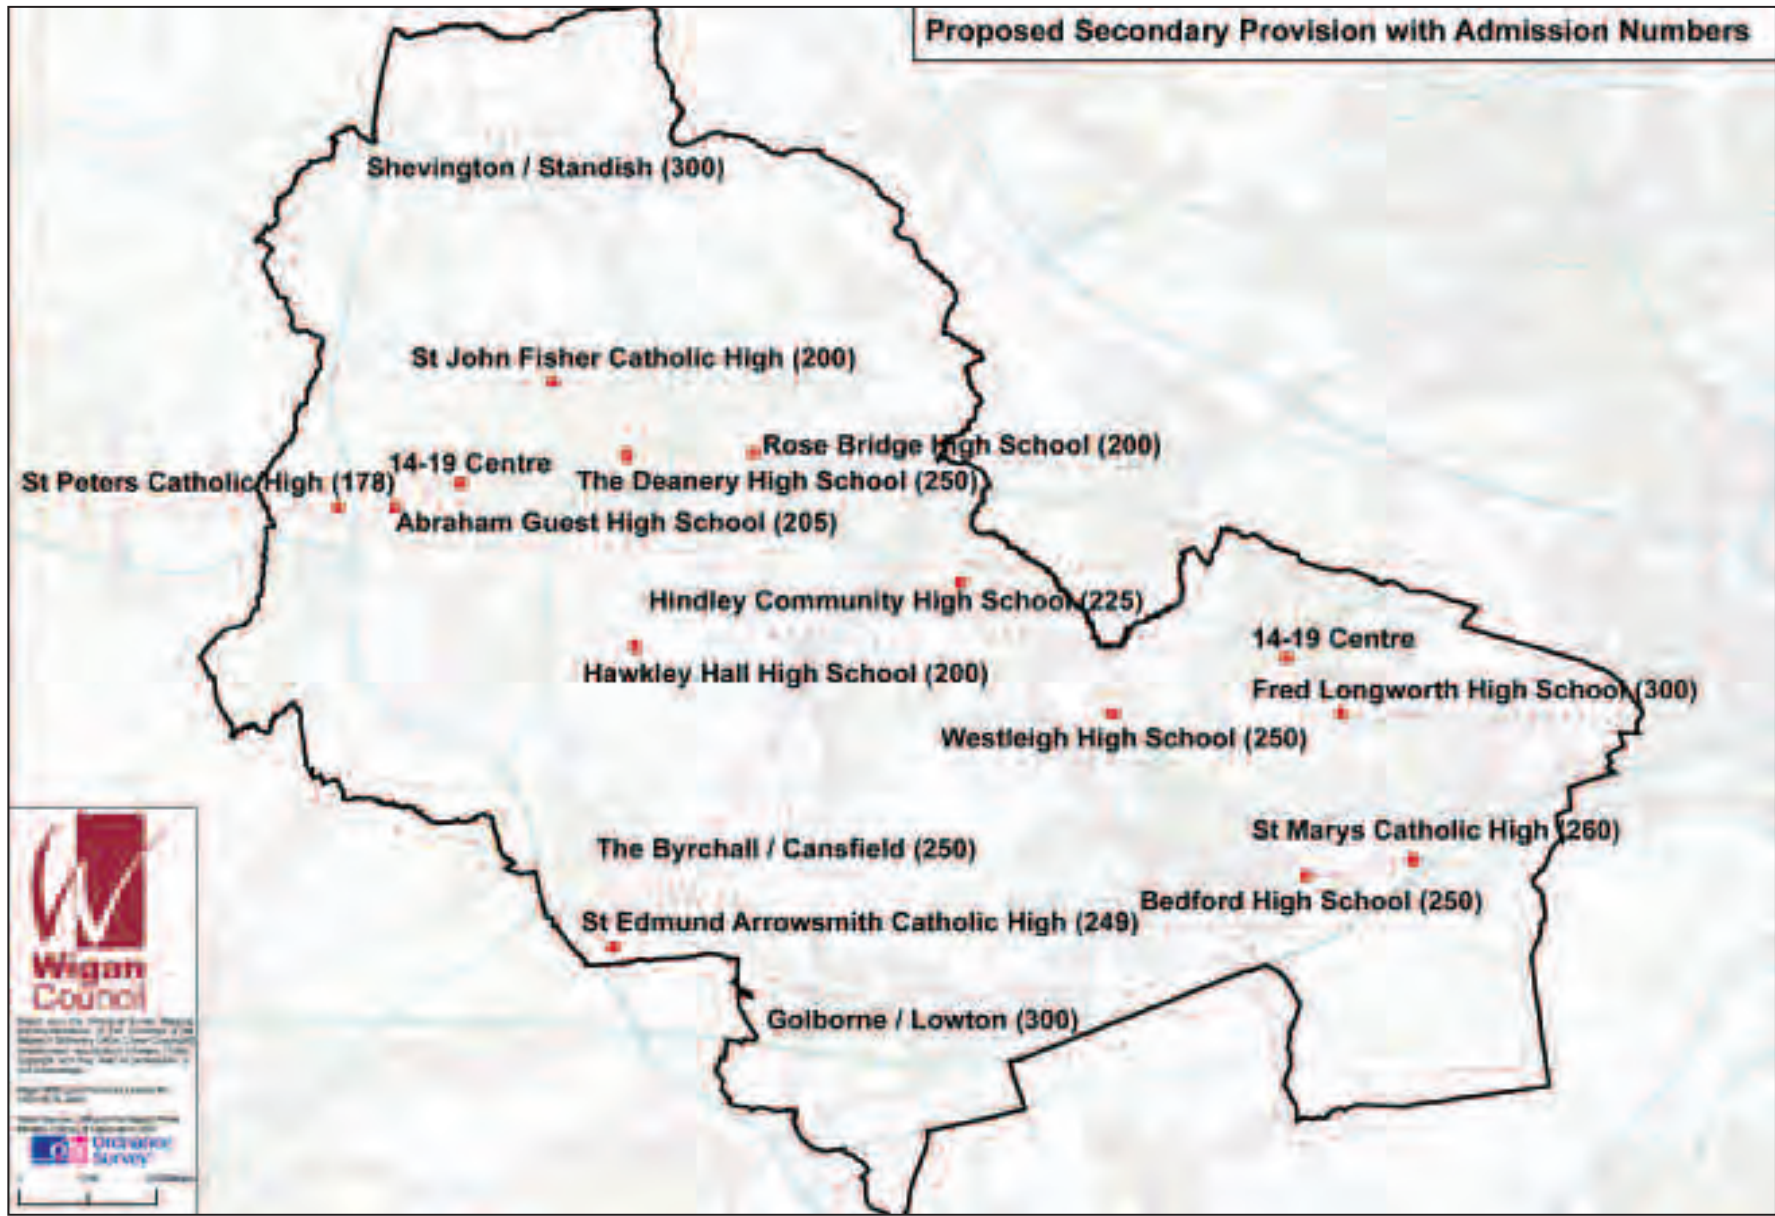 Proposed Secondary Provision with Admission Numbers
Shevington / Standish (300)
St John Fisher Catholic High (200)
Rose Bridge High School (200)
14-19 Centre
St Peters Catholic High (178)
The Deanery High School (250)
Abraham Guest High School (205)
Hindley Community High School (225)
14-19 Centre
Hawkley Hall High School (200)
Fred Longworth High School (300)
Westleigh High School (250)
St Marys Catholic High (260)
The Byrchall / Cansfield (250)
Bedford High School (250)
St Edmund Arrowsmith Catholic High (249)
Golborne / Lowton (300)
Wigan
Council
Ordnance
Survey